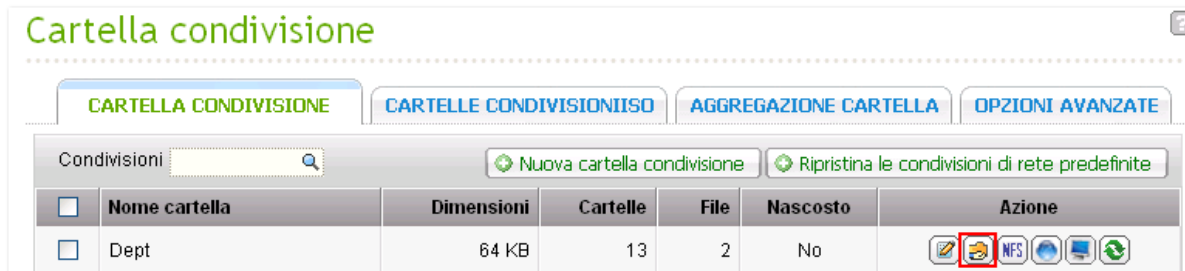 Cartella condivisione
CARTELLA CONDIVISIONE CARTELLE CONDIVISIONIISO AGGREGAZIONE CARTELLA OPZIONI AVANZATE
Condivisioni Nuova cartella condivisione Ripristina le condivisioni di rete predefinite
Nome cartella Dimensioni Cartelle File Nascosto Azione
Dept 64 KB 13 2 No NFS